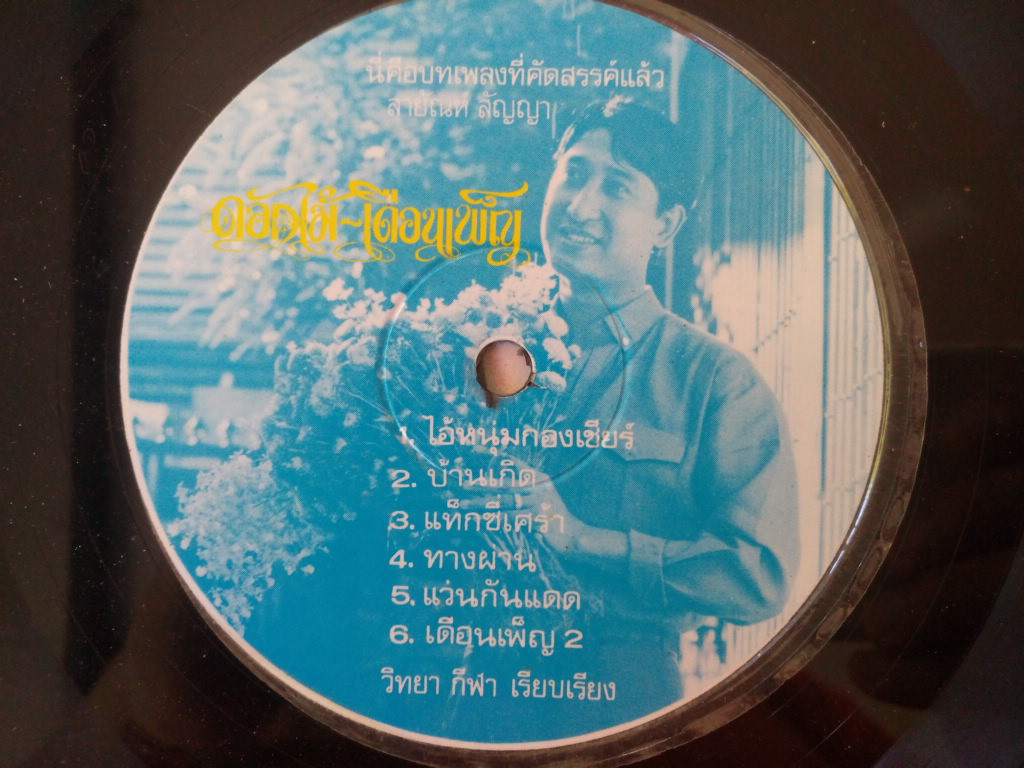 นี่คือบทเพลงที่คัดสรรค์แล้ว
สายัณห์ สัญญา
ดอกไม้~เดือนเพ็ญ
1. ไอ้หนุ่มกองเชียร์
2. บ้านเกิด
3. แท็กซี่เศร้า
4. ทางผ่าน
5. แว่นกันแดด
6. เดือนเพ็ญ 2
วิทยา กีฬา เรียบเรียง